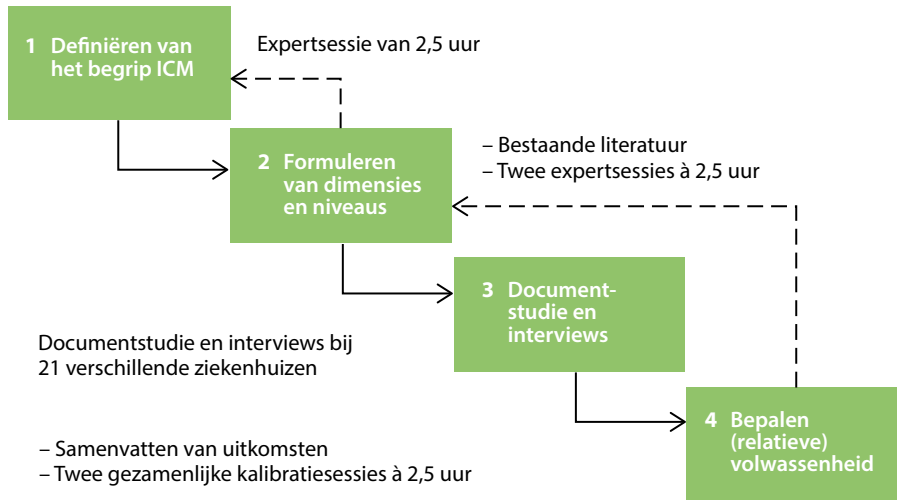 1 Definiëren van
het begrip ICM
Expertsessie van 2,5 uur
2 Formuleren
van dimensies
en niveaus
– Bestaande literatuur
– Twee expertsessies à 2,5 uur
3 Document-
studie en
interviews
Documentstudie en interviews bij
21 verschillende ziekenhuizen
4 Bepalen
(relatieve)
volwassenheid
– Samenvatten van uitkomsten
– Twee gezamenlijke kalibratiesessies à 2,5 uur